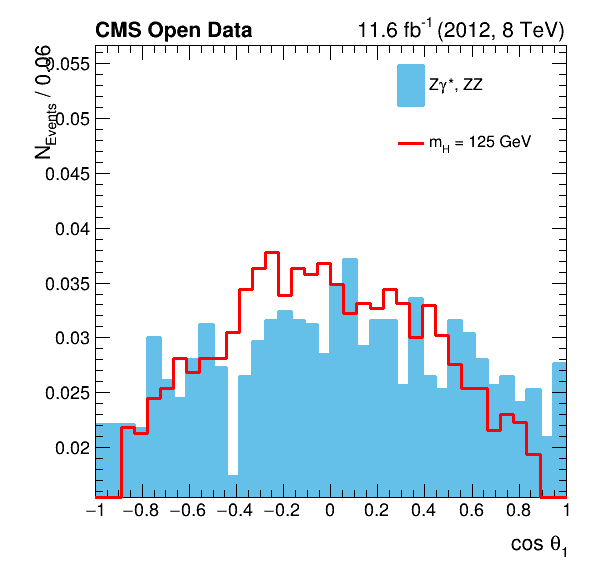 CMS Open Data
11.6 fb⁻¹ (2012, 8 TeV)
N_Events / 0.06
0.055
0.05
0.045
0.04
0.035
0.03
0.025
0.02
Zγ*, ZZ
m_H = 125 GeV
−1 −0.8 −0.6 −0.4 −0.2 0 0.2 0.4 0.6 0.8 1
cos θ₁